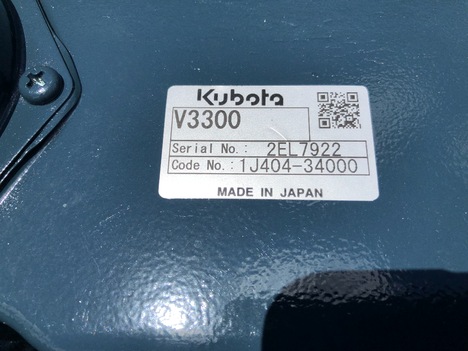 Kubota
V3300
Serial No.: 2EL7922
Code No.: 1J404-34000
MADE IN JAPAN